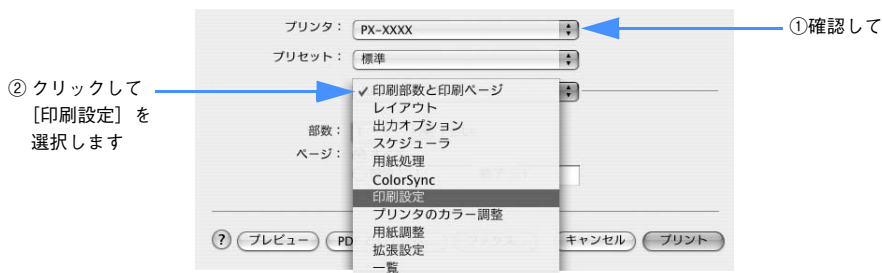 プリンタ： PX-XXXX
①確認して
プリセット： 標準
② クリックして
［印刷設定］を
選択します
✓ 印刷部数と印刷ページ
レイアウト
出力オプション
スケジューラ
用紙処理
ColorSync
印刷設定
プリンタのカラー調整
用紙調整
拡張設定
一覧
部数：
ページ：
? プレビュー PD キャンセル プリント